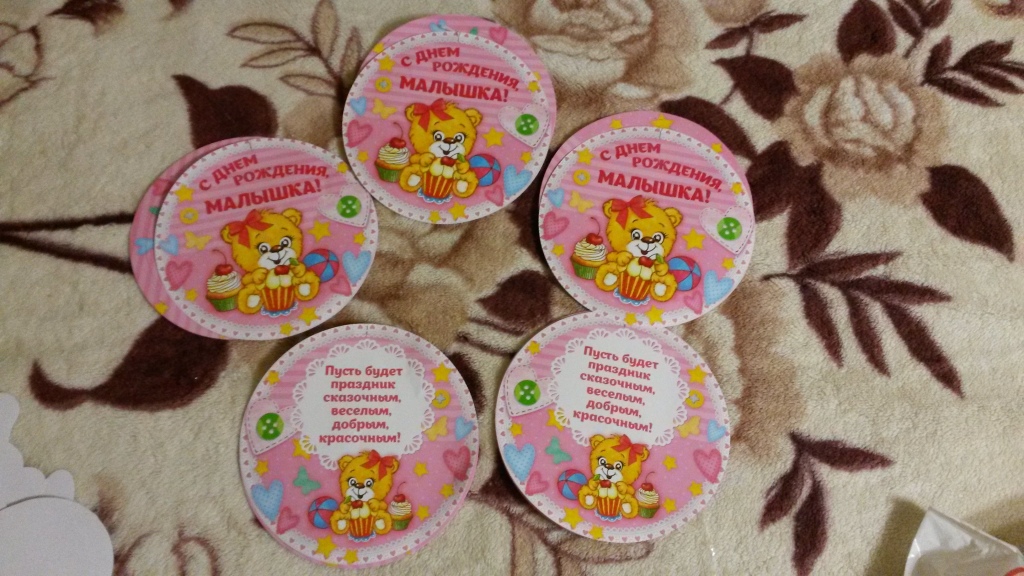 С ДНЕМ
РОЖДЕНИЯ,
МАЛЫШКА!
С ДНЕМ
РОЖДЕНИЯ,
МАЛЫШКА!
С ДНЕМ
РОЖДЕНИЯ,
МАЛЫШКА!
Пусть будет
праздник
сказочным,
веселым,
добрым,
красочным!
Пусть будет
праздник
сказочным,
веселым,
добрым,
красочным!